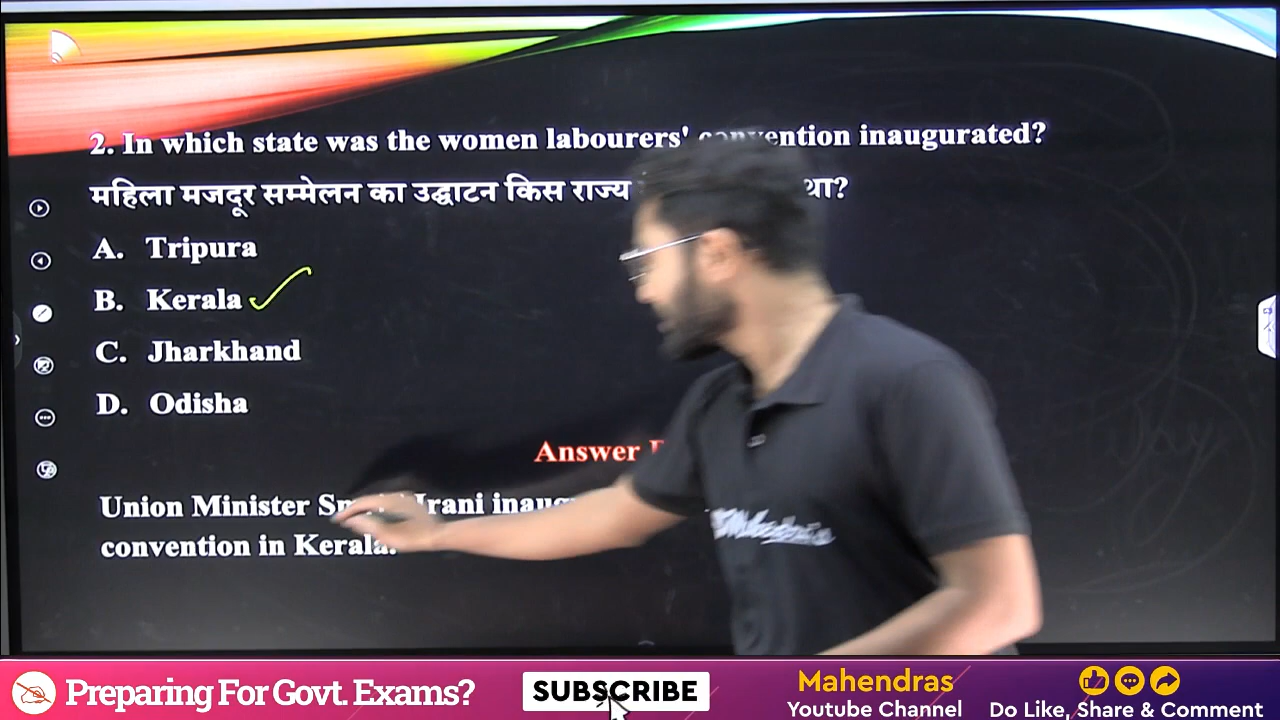 2. In which state was the women labourers' convention inaugurated?
महिला मजदूर सम्मेलन का उद्घाटन किस राज्य था?
A. Tripura
B. Kerala
C. Jharkhand
D. Odisha
Answer
Union Minister Irani
convention in Kerala.
Preparing For Govt. Exams?
SUBSCRIBE
Mahendras
Youtube Channel
Do Like, Share & Comment